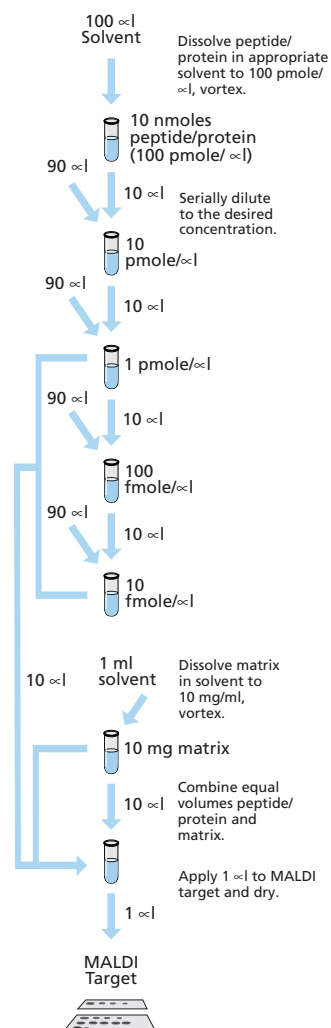 100 ∝l
Solvent
Dissolve peptide/
protein in appropriate
solvent to 100 pmole/
∝l, vortex.
10 nmoles
peptide/protein
(100 pmole/ ∝l)
90 ∝l
10 ∝l
Serially dilute
to the desired
concentration.
10
pmole/∝l
90 ∝l
10 ∝l
1 pmole/∝l
90 ∝l
10 ∝l
100
fmole/∝l
90 ∝l
10 ∝l
10
fmole/∝l
10 ∝l
1 ml
solvent
Dissolve matrix
in solvent to
10 mg/ml,
vortex.
10 mg matrix
10 ∝l
Combine equal
volumes peptide/
protein and
matrix.
Apply 1 ∝l to MALDI
target and dry.
1 ∝l
MALDI
Target